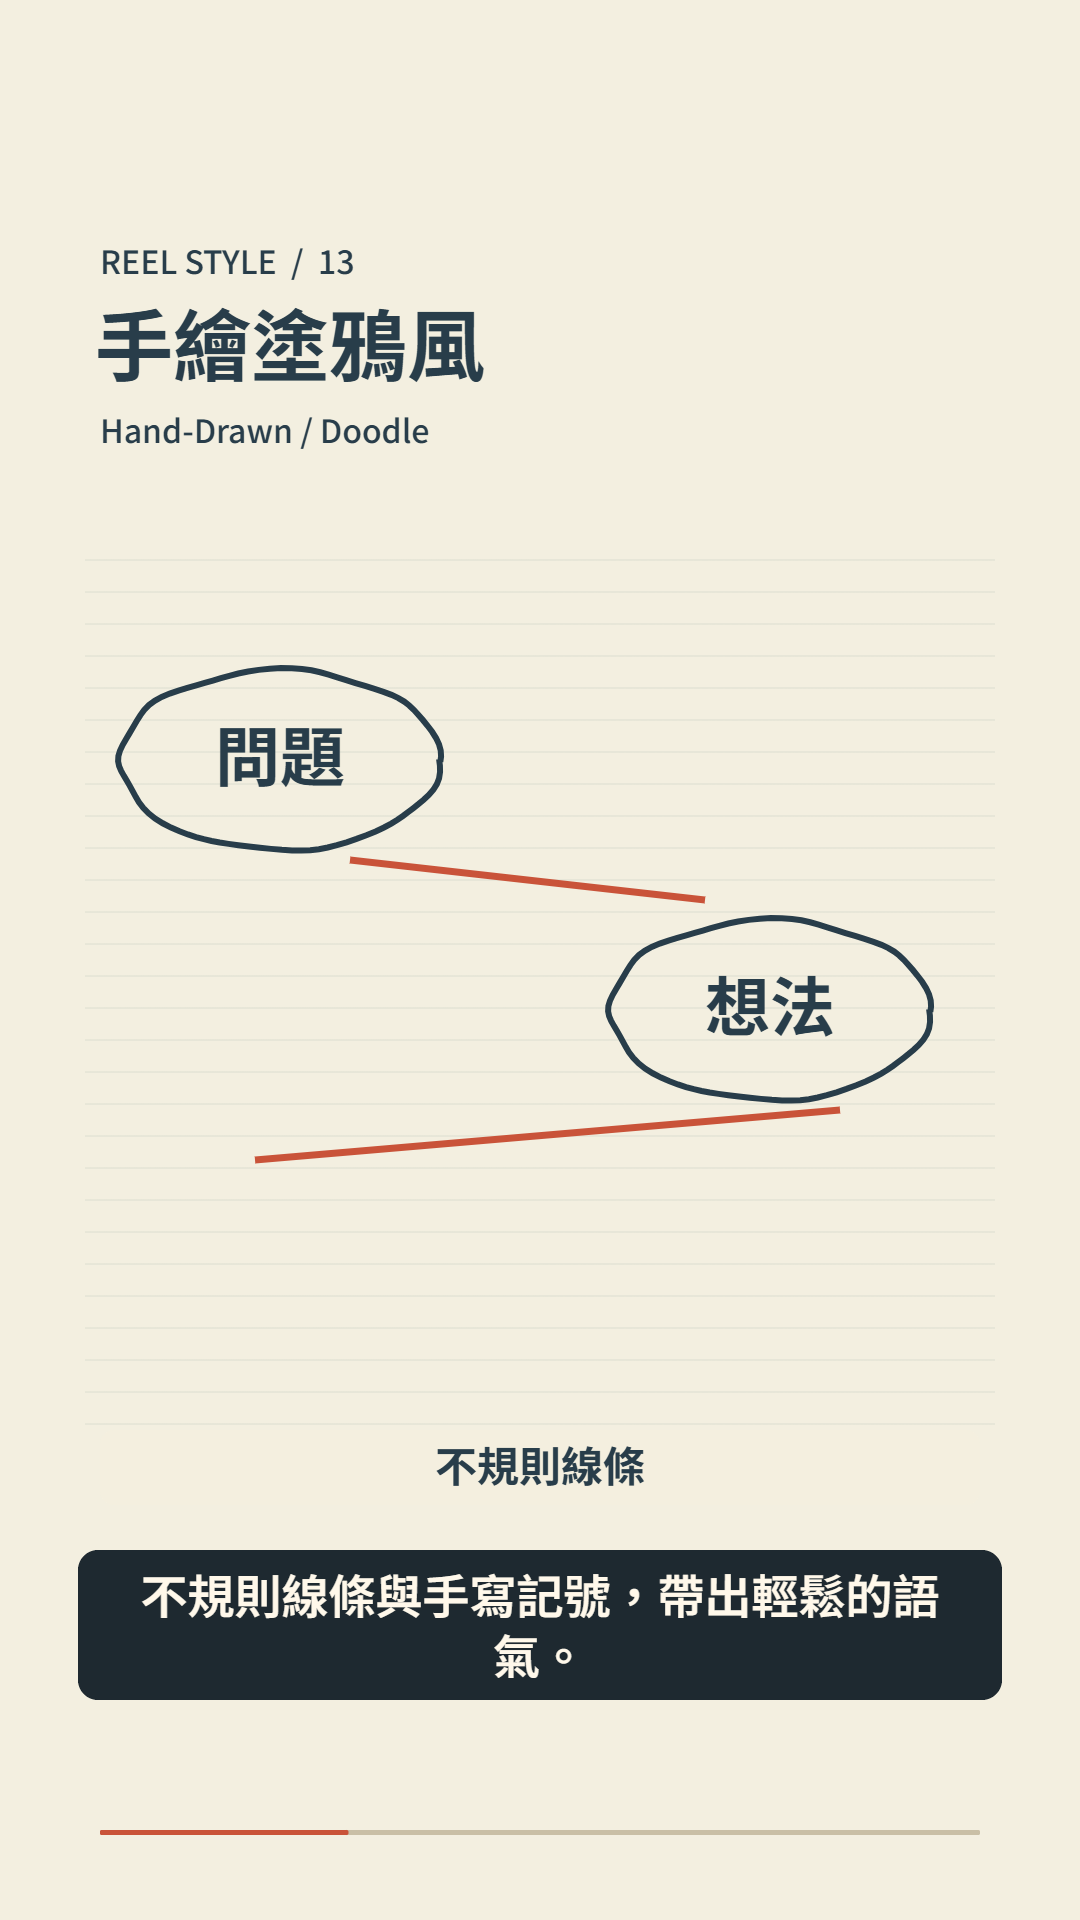 REEL STYLE / 13
手繪塗鴉風
Hand-Drawn / Doodle
問題
想法
不規則線條
不規則線條與手寫記號，帶出輕鬆的語
氣。